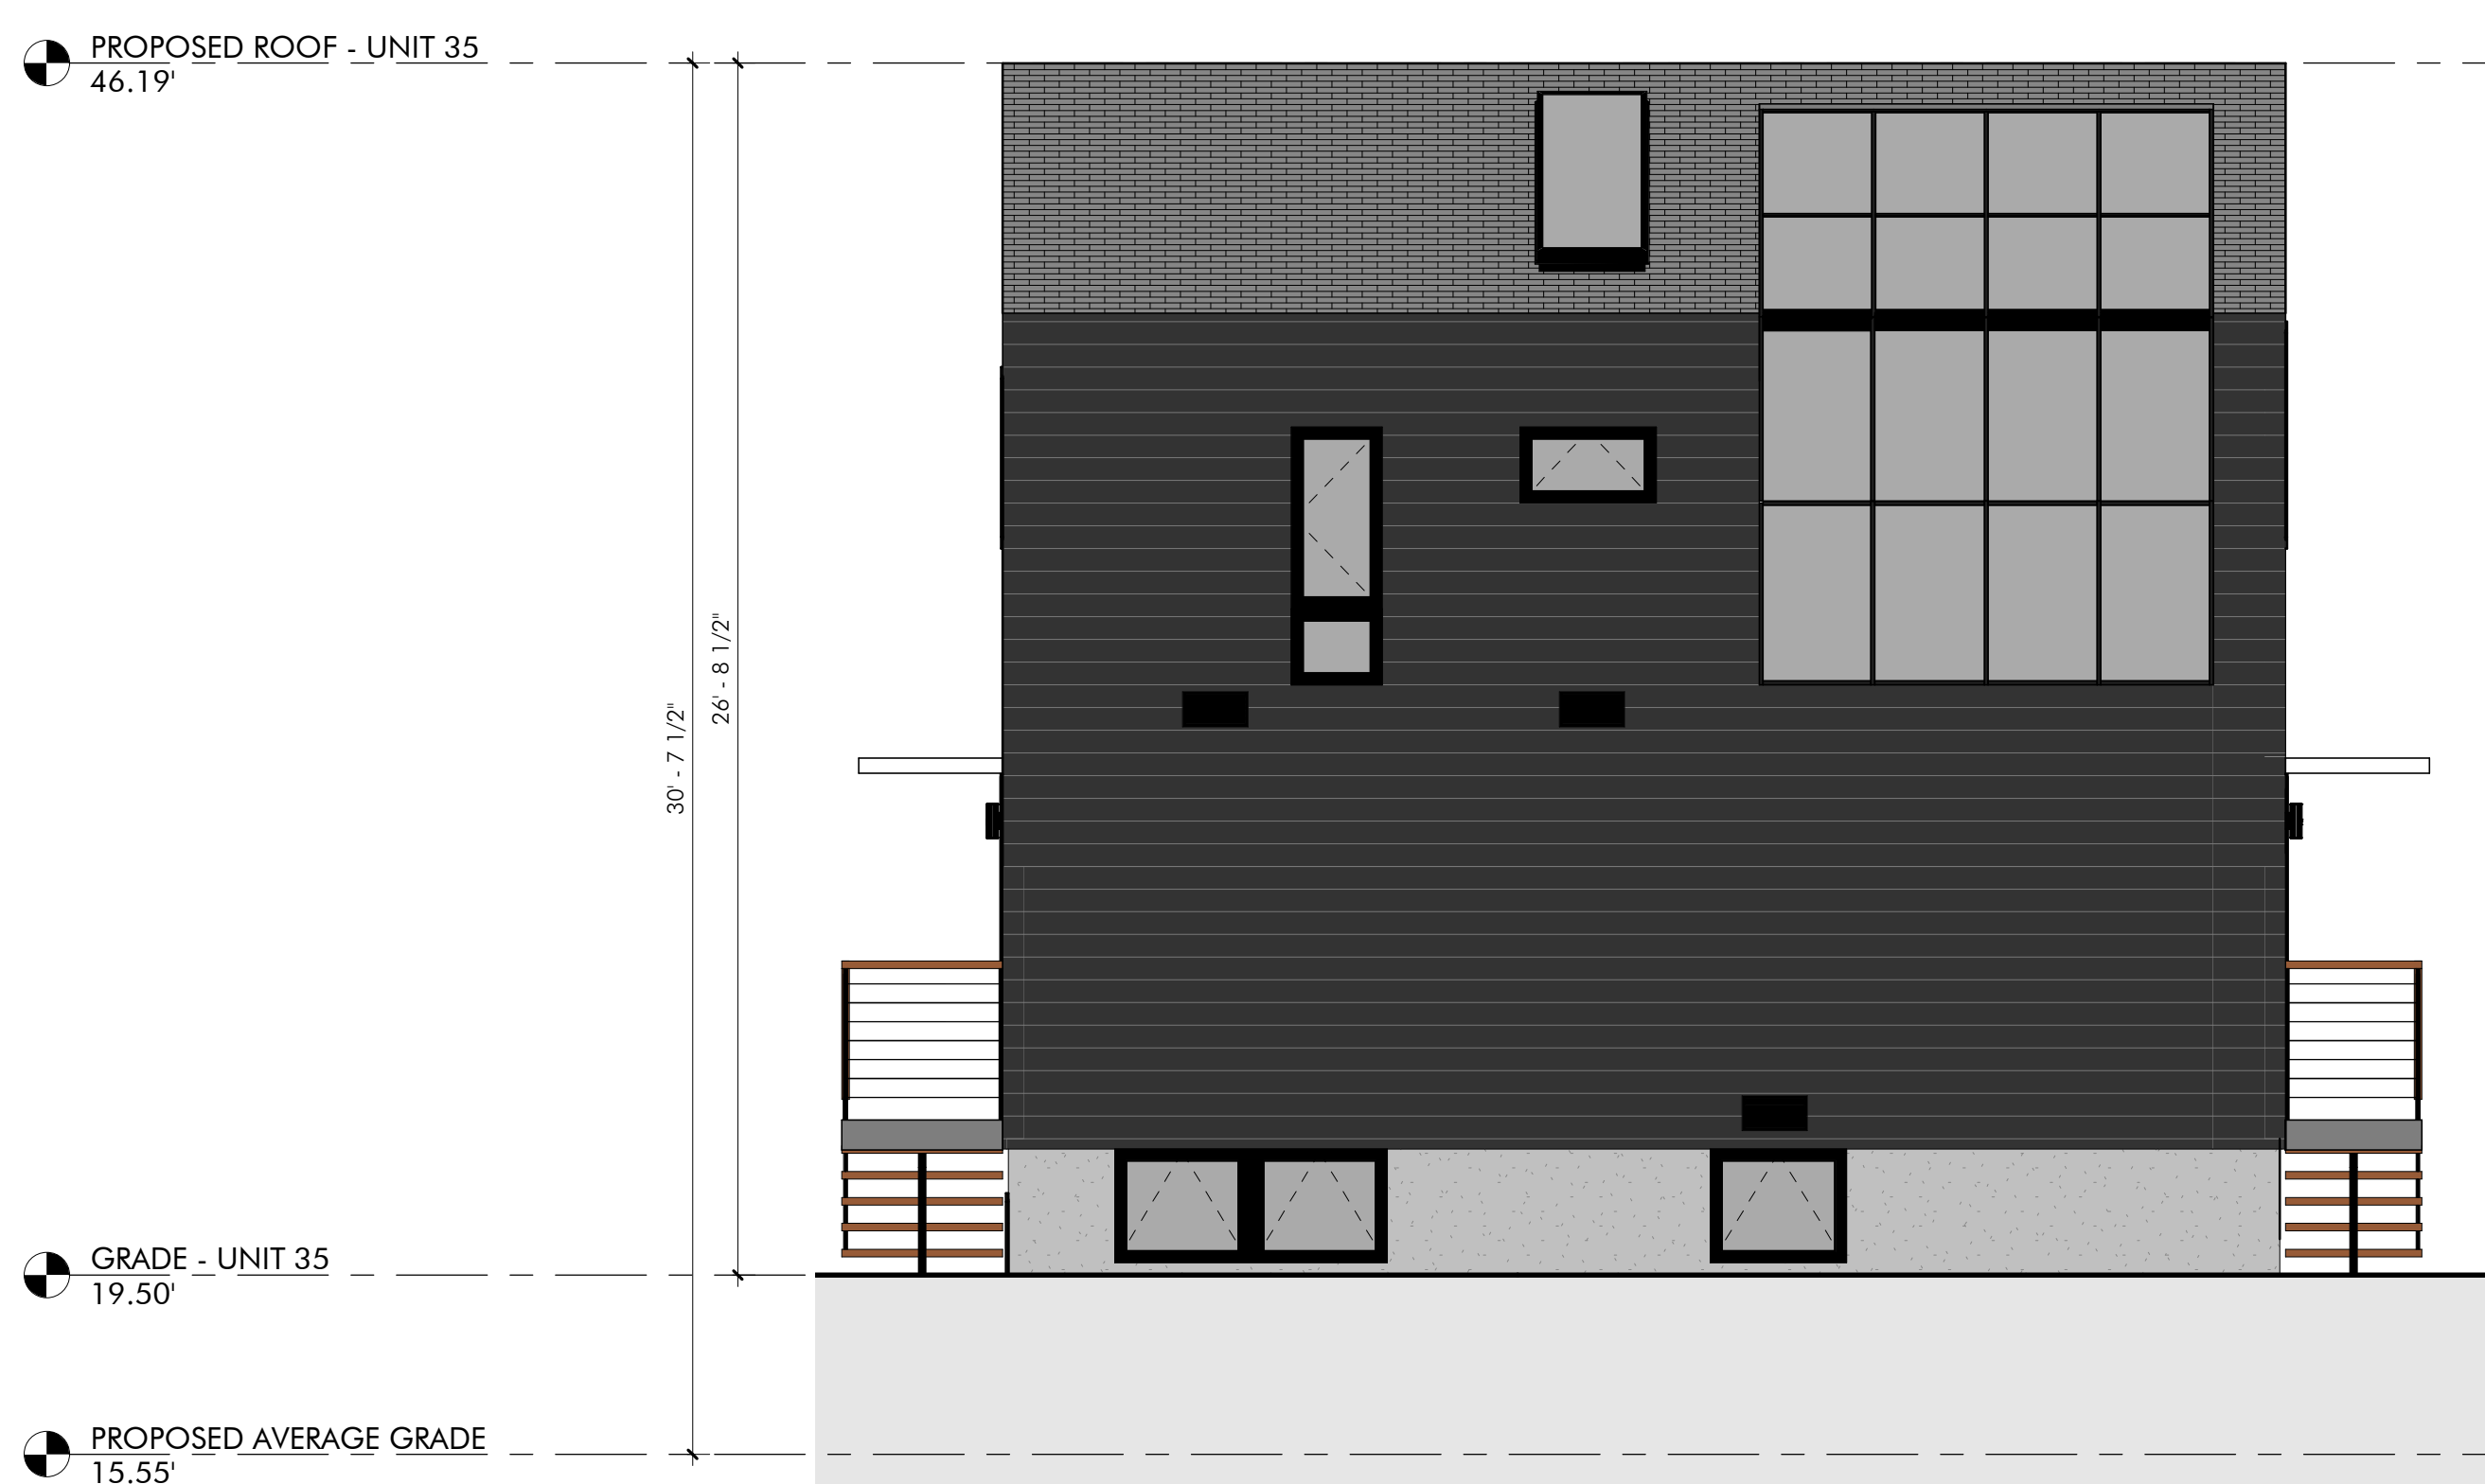 PROPOSED ROOF - UNIT 35
46.19'
26' - 8 1/2"
30' - 7 1/2"
GRADE - UNIT 35
19.50'
PROPOSED AVERAGE GRADE
15.55'